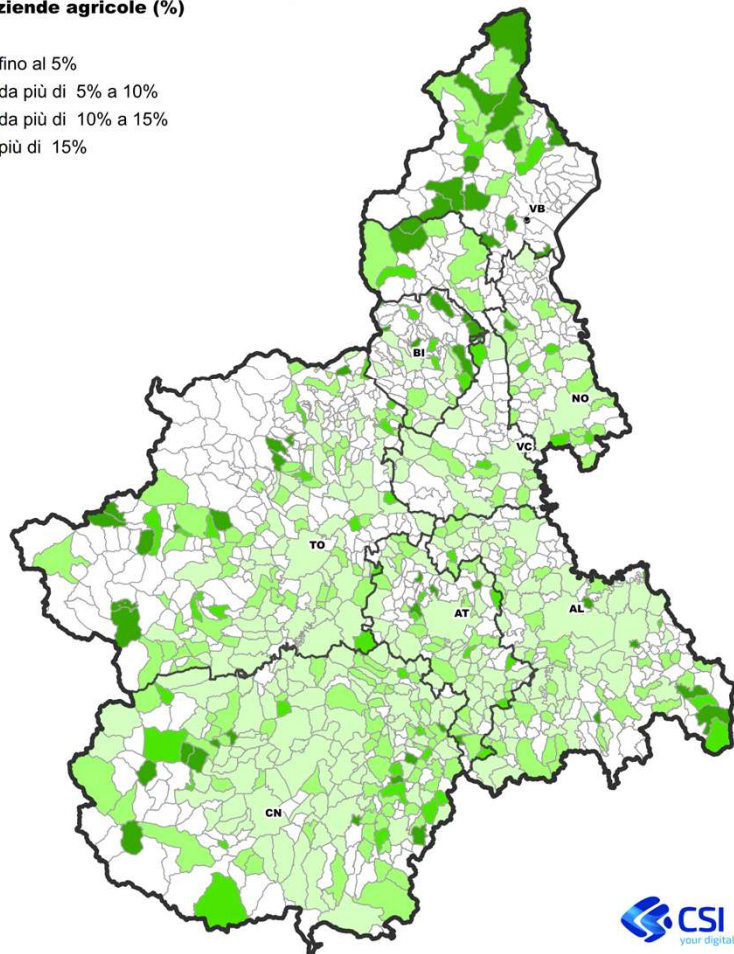 ziende agricole (%)
fino al 5%
da più di 5% a 10%
da più di 10% a 15%
più di 15%
VB
BI
NO
VC
TO
AT
AL
CN
CSI
your digital